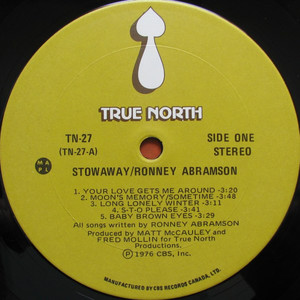 TRUE NORTH
TN-27
(TN-27-A)
SIDE ONE
STEREO
STOWAWAY/RONNEY ABRAMSON
1. YOUR LOVE GETS ME AROUND -3:20
2. MOON'S MEMORY/SOMETIME -3:48
3. LONG LONELY WINTER -3:11
4. S-T-O PLEASE -3:41
5. BABY BROWN EYES -3:29
All songs written by RONNEY ABRAMSON
Produced by MATT McCAULEY and
FRED MOLLIN for True North
Productions.
Ⓟ1976 CBS, Inc.
MANUFACTURED BY CBS RECORDS CANADA, LTD.